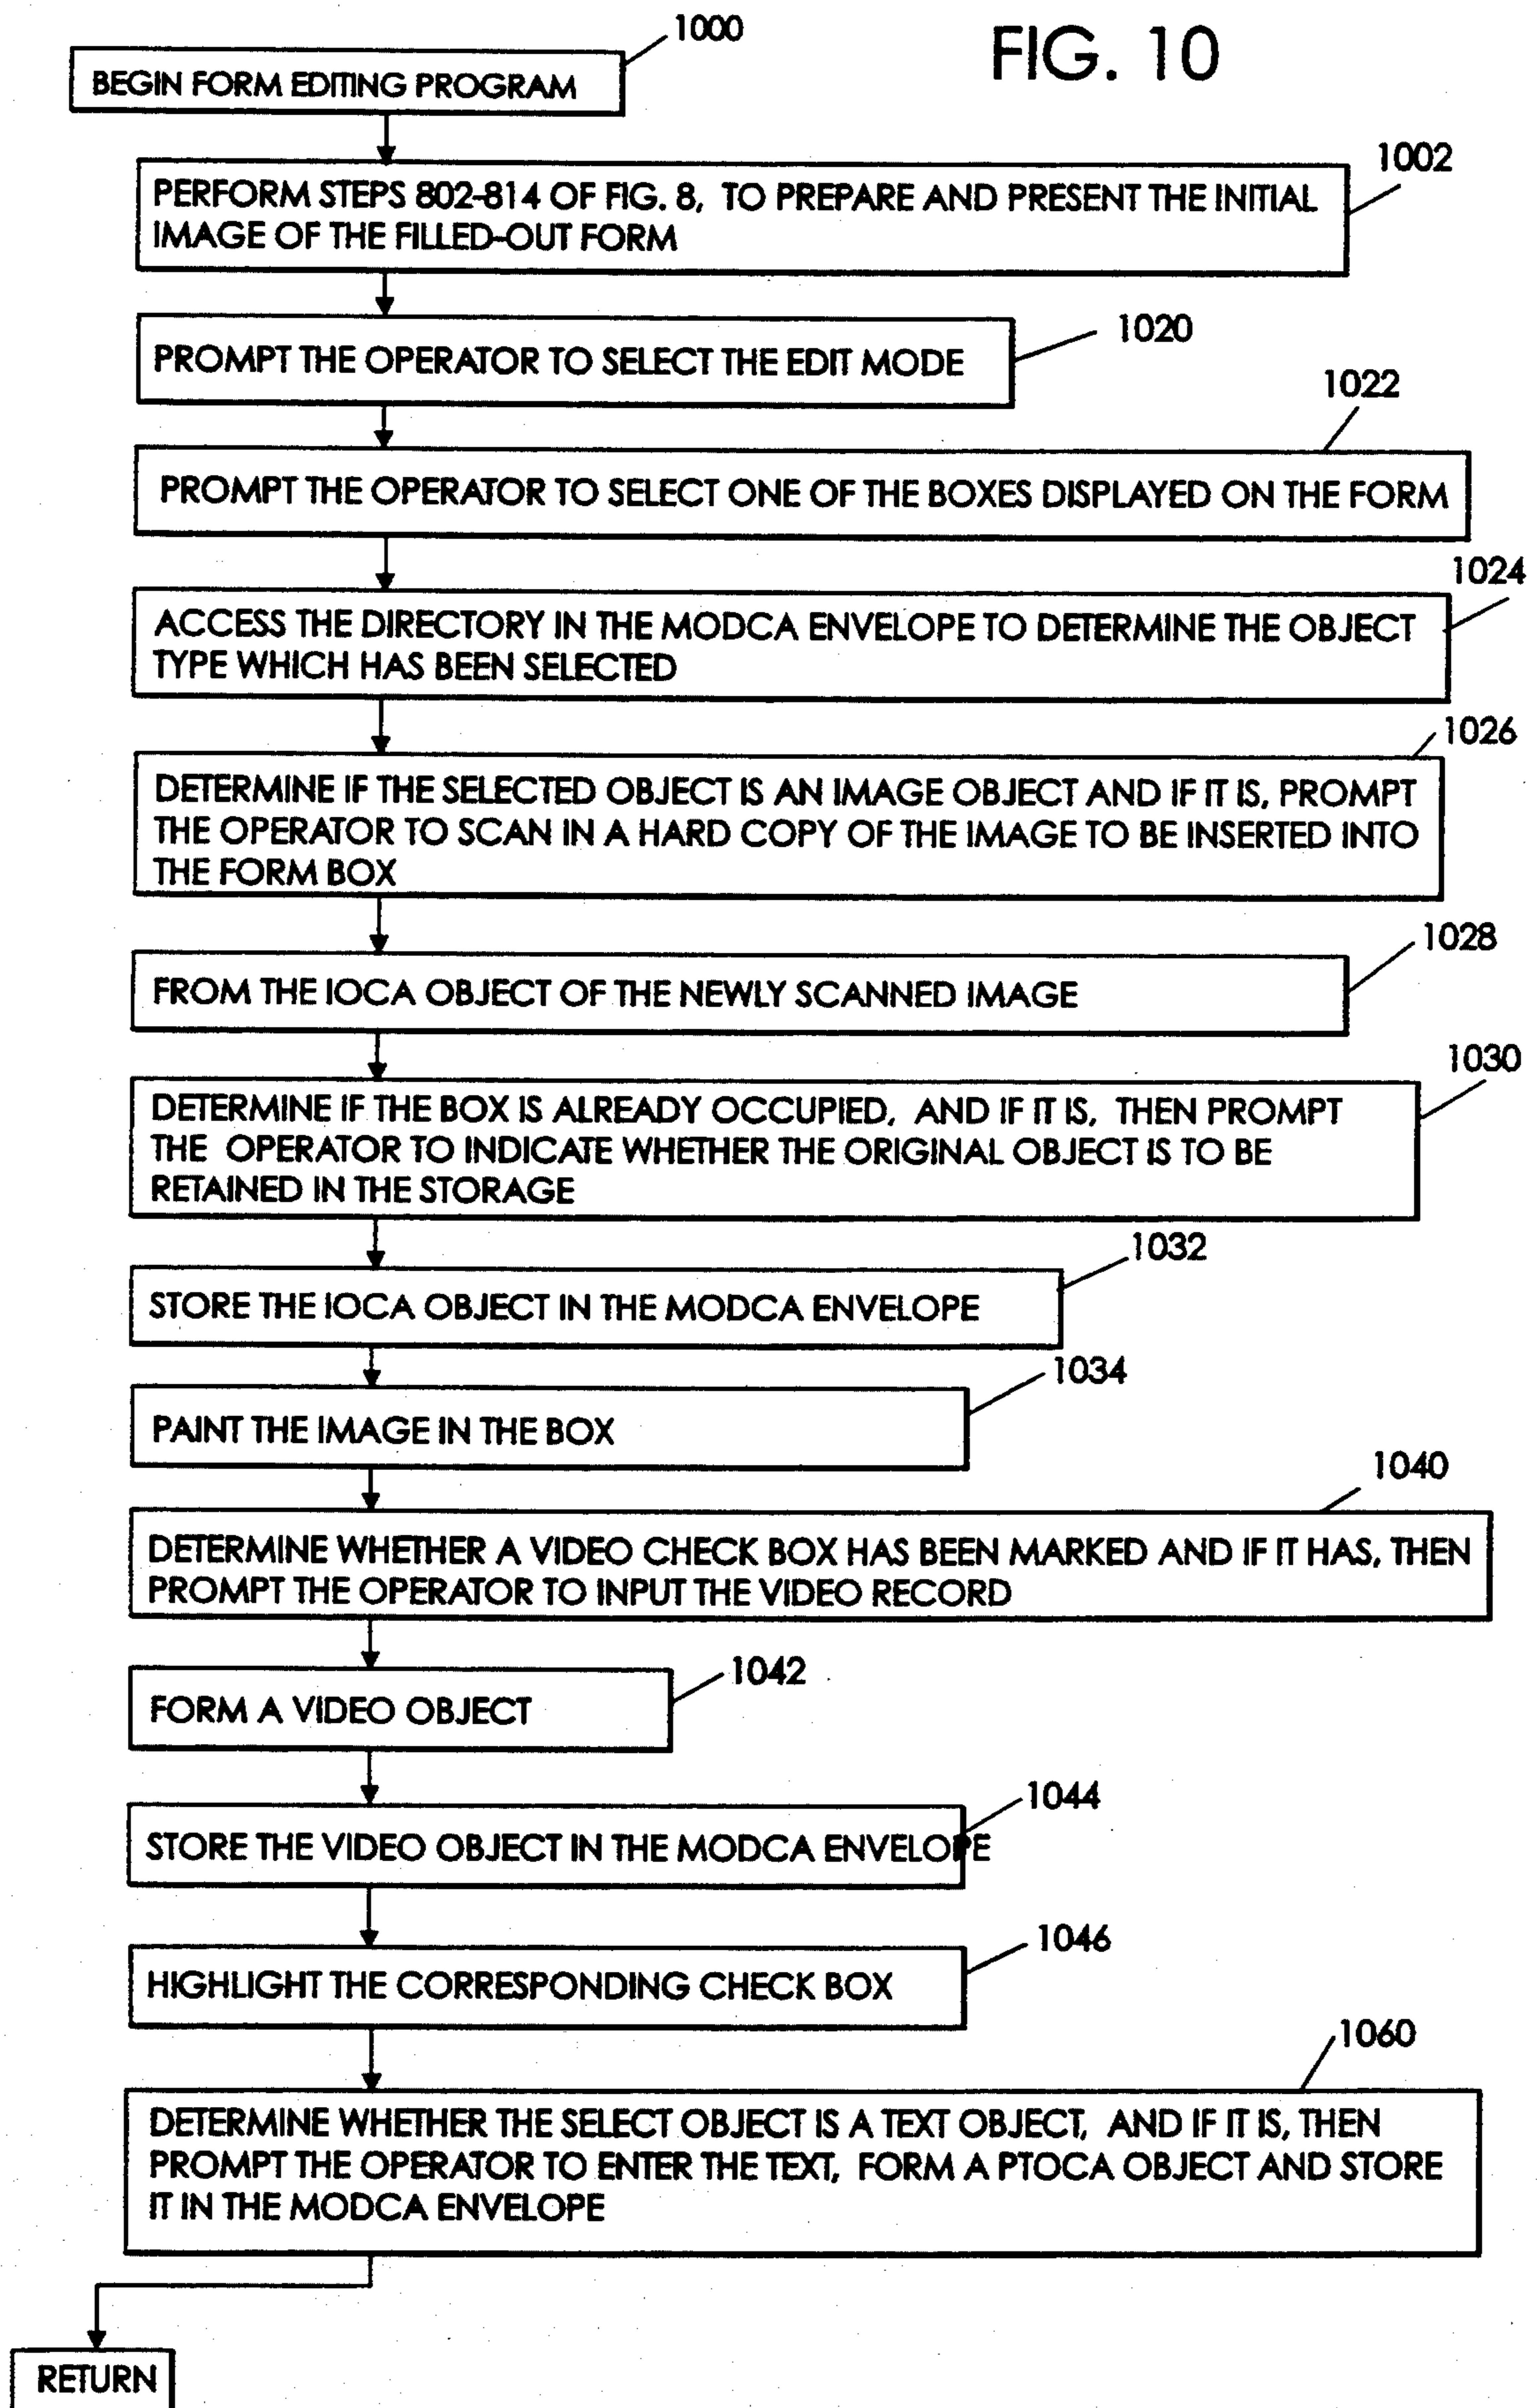 FIG. 10
1000
BEGIN FORM EDITING PROGRAM
1002
PERFORM STEPS 802-814 OF FIG. 8, TO PREPARE AND PRESENT THE INITIAL
IMAGE OF THE FILLED-OUT FORM
1020
PROMPT THE OPERATOR TO SELECT THE EDIT MODE
1022
PROMPT THE OPERATOR TO SELECT ONE OF THE BOXES DISPLAYED ON THE FORM
1024
ACCESS THE DIRECTORY IN THE MODCA ENVELOPE TO DETERMINE THE OBJECT
TYPE WHICH HAS BEEN SELECTED
1026
DETERMINE IF THE SELECTED OBJECT IS AN IMAGE OBJECT AND IF IT IS, PROMPT
THE OPERATOR TO SCAN IN A HARD COPY OF THE IMAGE TO BE INSERTED INTO
THE FORM BOX
1028
FROM THE IOCA OBJECT OF THE NEWLY SCANNED IMAGE
1030
DETERMINE IF THE BOX IS ALREADY OCCUPIED, AND IF IT IS, THEN PROMPT
THE OPERATOR TO INDICATE WHETHER THE ORIGINAL OBJECT IS TO BE
RETAINED IN THE STORAGE
1032
STORE THE IOCA OBJECT IN THE MODCA ENVELOPE
1034
PAINT THE IMAGE IN THE BOX
1040
DETERMINE WHETHER A VIDEO CHECK BOX HAS BEEN MARKED AND IF IT HAS, THEN
PROMPT THE OPERATOR TO INPUT THE VIDEO RECORD
1042
FORM A VIDEO OBJECT
1044
STORE THE VIDEO OBJECT IN THE MODCA ENVELOPE
1046
HIGHLIGHT THE CORRESPONDING CHECK BOX
1060
DETERMINE WHETHER THE SELECT OBJECT IS A TEXT OBJECT, AND IF IT IS, THEN
PROMPT THE OPERATOR TO ENTER THE TEXT, FORM A PTOCA OBJECT AND STORE
IT IN THE MODCA ENVELOPE
RETURN